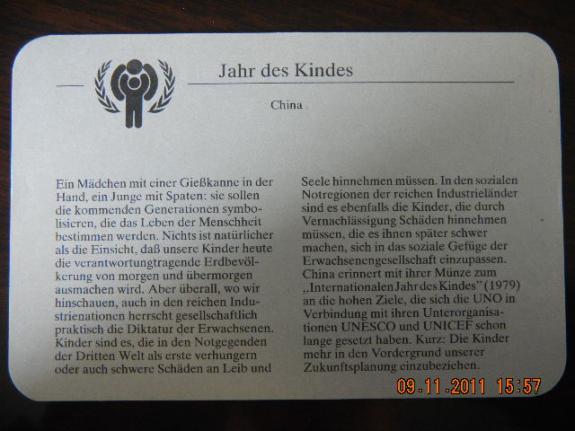 Jahr des Kindes
China
Ein Mädchen mit einer Gießkanne in der
Hand, ein Junge mit Spaten: sie sollen
die kommenden Generationen symbo-
lisieren, die das Leben der Menschheit
bestimmen werden. Nichts ist natürlicher
als die Einsicht, daß unsere Kinder heute
die verantwortungtragende Erdbevöl-
kerung von morgen und übermorgen
ausmachen wird. Aber überall, wo wir
hinschauen, auch in den reichen Indu-
strienationen herrscht gesellschaftlich
praktisch die Diktatur der Erwachsenen.
Kinder sind es, die in den Notgegenden
der Dritten Welt als erste verhungern
oder auch schwere Schäden an Leib und
Seele hinnehmen müssen. In den sozialen
Notregionen der reichen Industrieländer
sind es ebenfalls die Kinder, die durch
Vernachlässigung Schäden hinnehmen
müssen, die es ihnen später schwer
machen, sich in das soziale Gefüge der
Erwachsenengesellschaft einzupassen.
China erinnert mit ihrer Münze zum
„Internationalen Jahr des Kindes" (1979)
an die hohen Ziele, die sich die UNO in
Verbindung mit ihren Unterorganisa-
tionen UNESCO und UNICEF schon
lange gesetzt haben. Kurz: Die Kinder
mehr in den Vordergrund unserer
Zukunftsplanung einzubeziehen.
09.11.2011 15:57